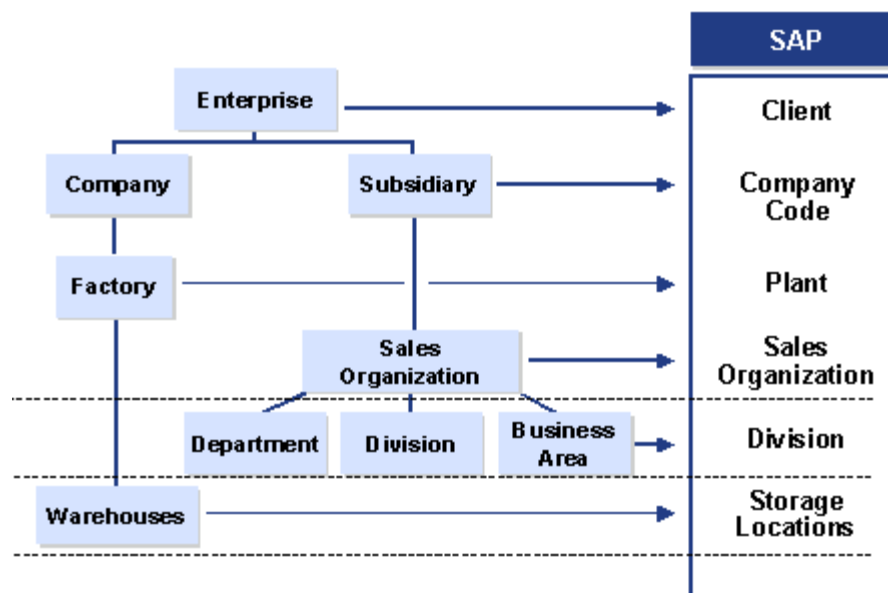 SAP
Enterprise
Client
Company
Subsidiary
Company
Code
Factory
Plant
Sales
Organization
Sales
Organization
Department
Division
Business
Area
Division
Warehouses
Storage
Locations